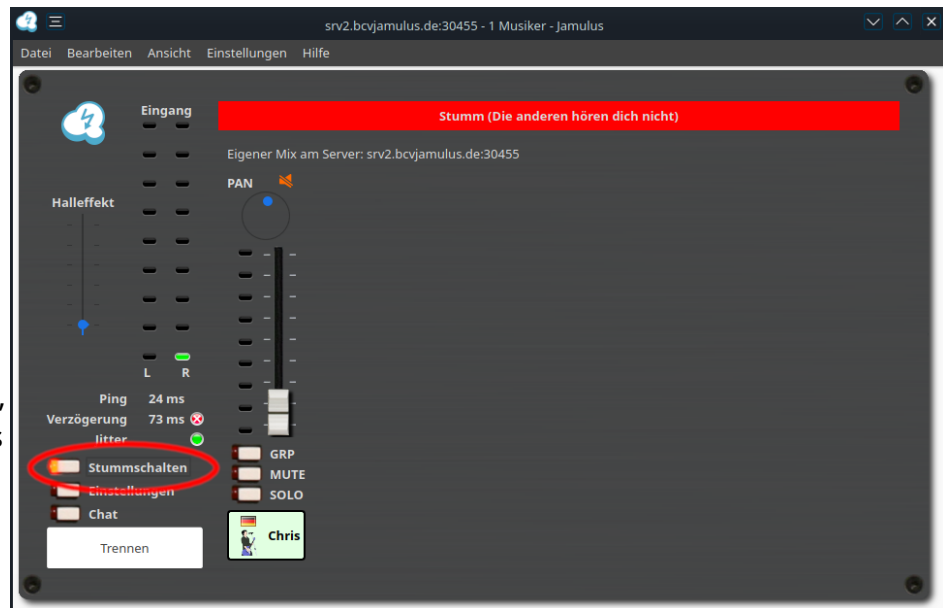 srv2.bcvjamulus.de:30455 - 1 Musiker - Jamulus
Datei Bearbeiten Ansicht Einstellungen Hilfe
Eingang
Stumm (Die anderen hören dich nicht)
Eigener Mix am Server: srv2.bcvjamulus.de:30455
PAN
Halleffekt
L R
Ping 24 ms
Verzögerung 73 ms
Jitter
GRP
Stummschalten
MUTE
Einstellungen
SOLO
Chat
Chris
Trennen